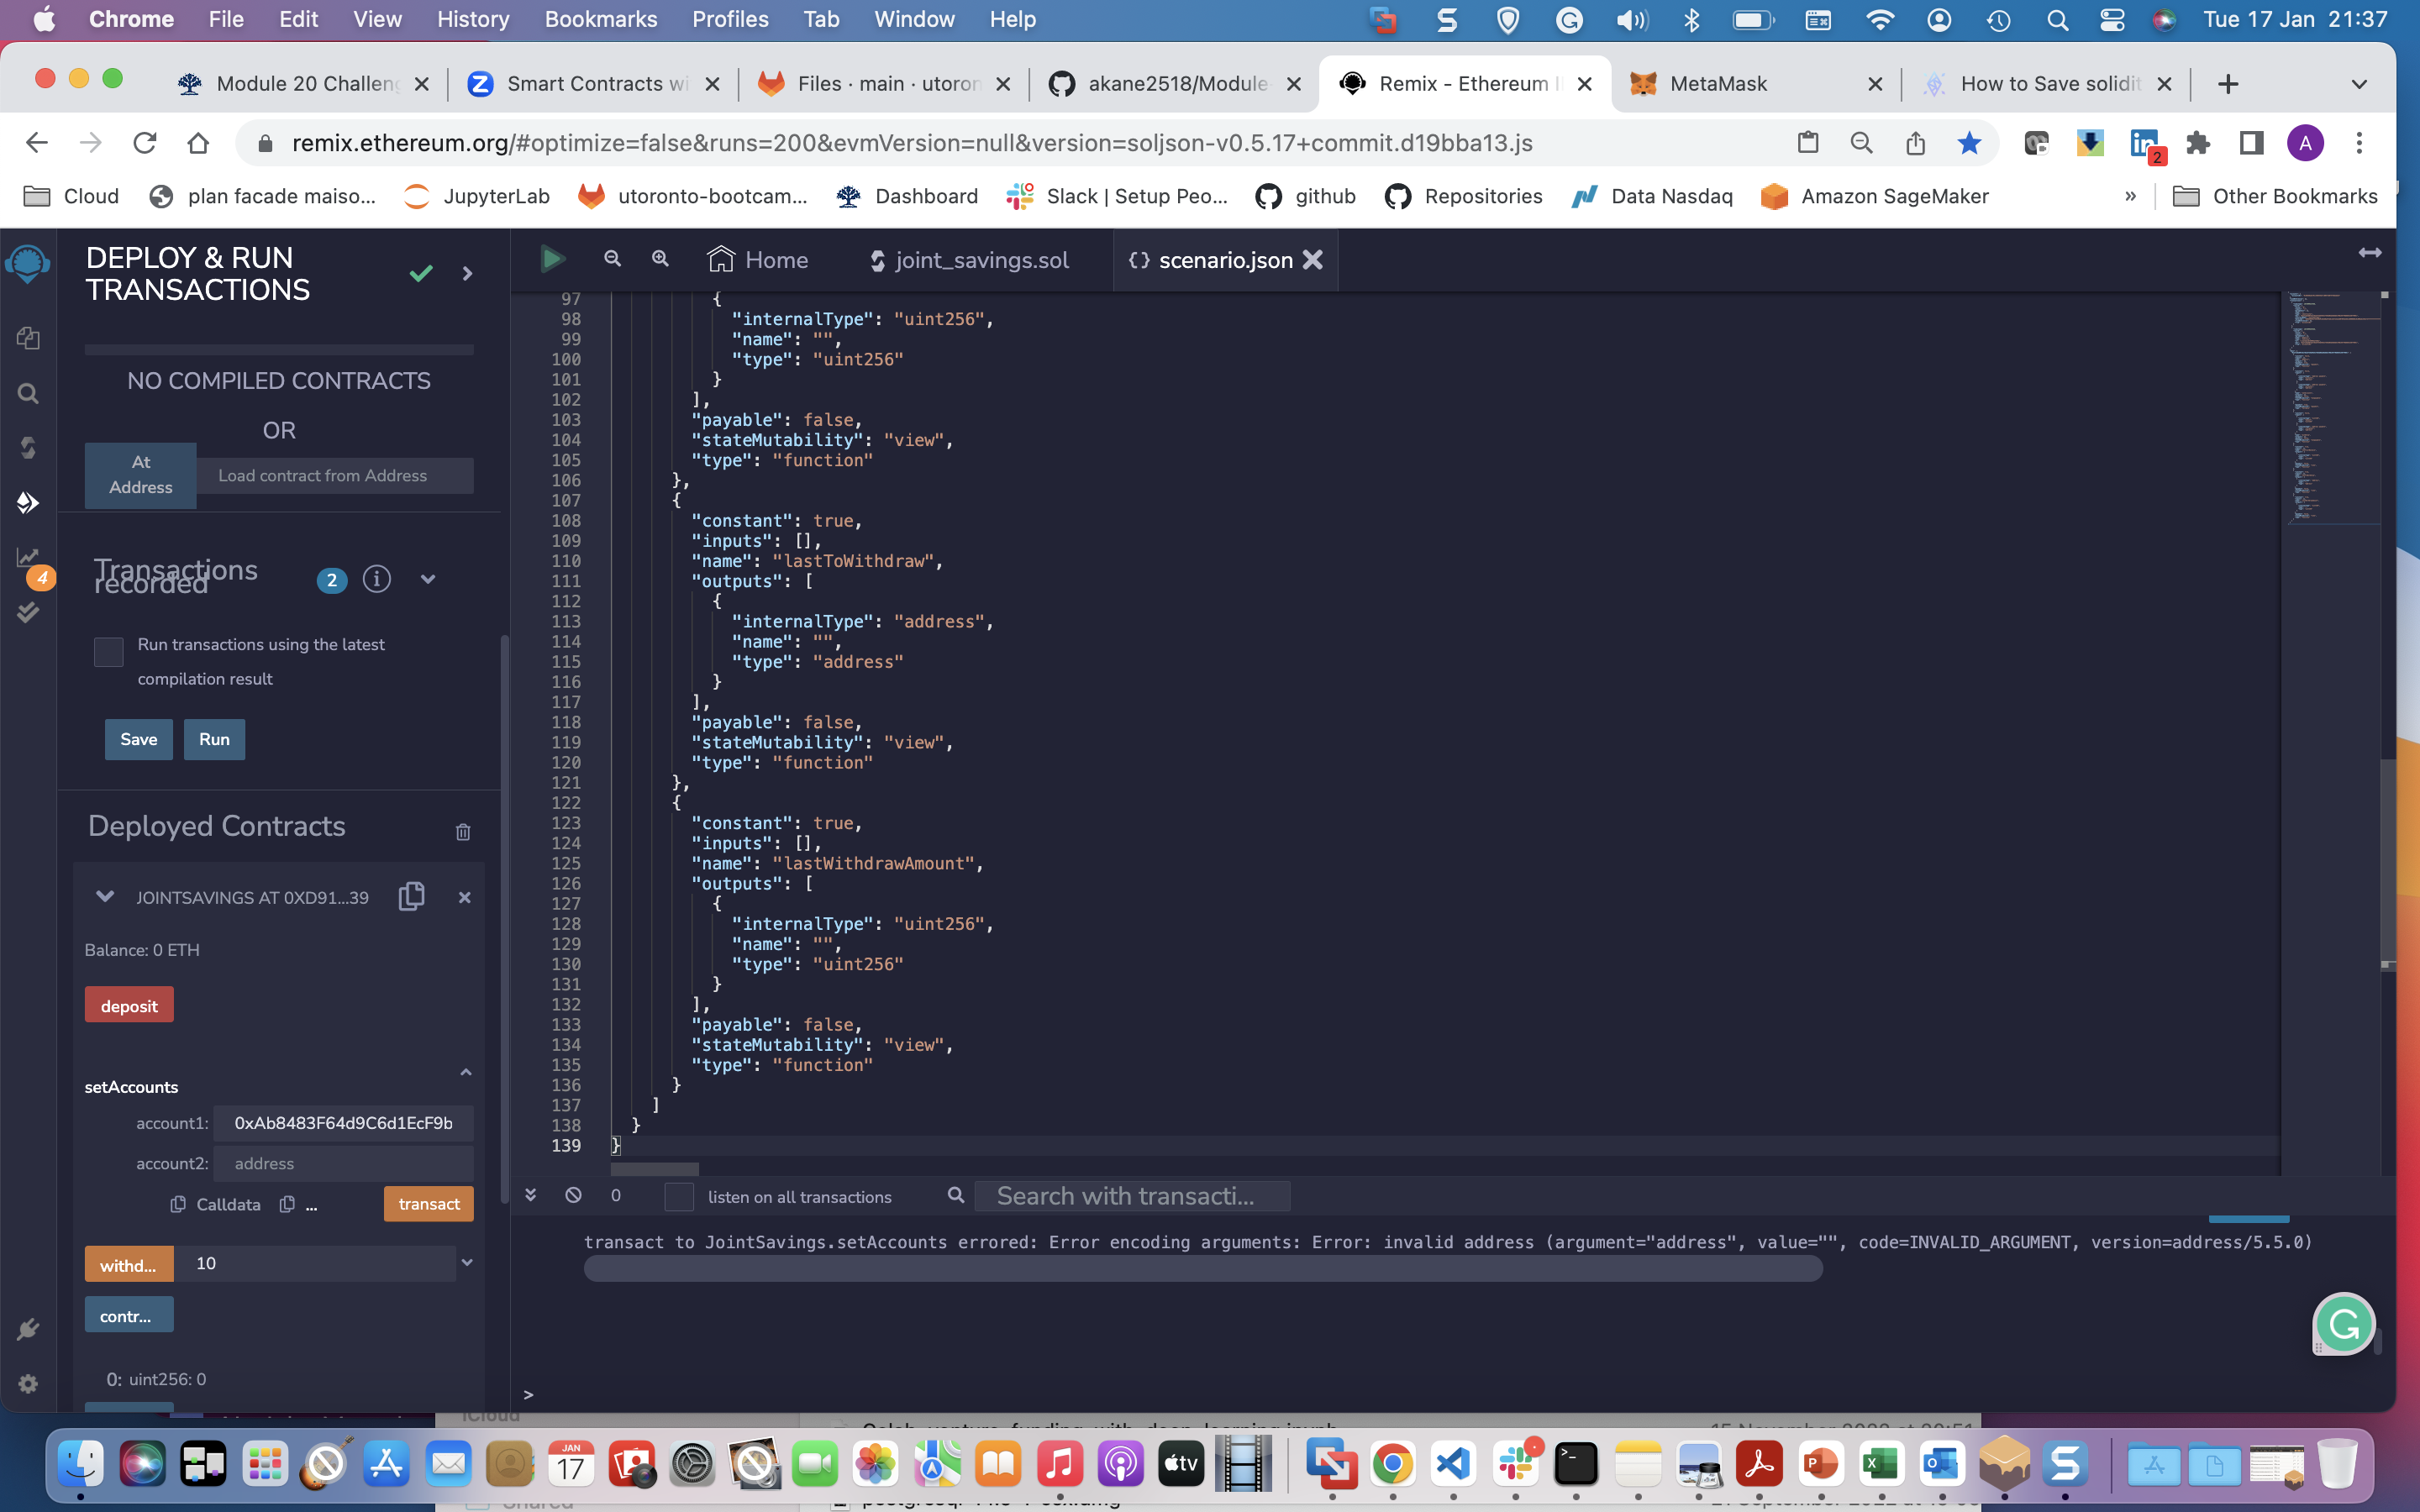 Chrome File Edit View History Bookmarks Profiles Tab Window Help Tue 17 Jan 21:37
Module 20 Challen Smart Contracts wi Files · main · utoron akane2518/Module Remix - Ethereum I MetaMask How to Save solidit
remix.ethereum.org/#optimize=false&runs=200&evmVersion=null&version=soljson-v0.5.17+commit.d19bba13.js
2
A
Cloud plan facade maiso... JupyterLab utoronto-bootcam... Dashboard Slack | Setup Peo... github Repositories Data Nasdaq Amazon SageMaker » Other Bookmarks
DEPLOY & RUN
TRANSACTIONS
NO COMPILED CONTRACTS
OR
At
Address
Load contract from Address
Transactions
recorded
2
i
4
Run transactions using the latest
compilation result
Save Run
Deployed Contracts
JOINTSAVINGS AT 0XD91...39
Balance: 0 ETH
deposit
setAccounts
account1: 0xAb8483F64d9C6d1EcF9b
account2: address
Calldata ... transact
withd... 10
contr...
0: uint256: 0
Home joint_savings.sol {} scenario.json
97 {
98 "internalType": "uint256",
99 "name": "",
100 "type": "uint256"
101 }
102 ],
103 "payable": false,
104 "stateMutability": "view",
105 "type": "function"
106 },
107 {
108 "constant": true,
109 "inputs": [],
110 "name": "lastToWithdraw",
111 "outputs": [
112 {
113 "internalType": "address",
114 "name": "",
115 "type": "address"
116 }
117 ],
118 "payable": false,
119 "stateMutability": "view",
120 "type": "function"
121 },
122 {
123 "constant": true,
124 "inputs": [],
125 "name": "lastWithdrawAmount",
126 "outputs": [
127 {
128 "internalType": "uint256",
129 "name": "",
130 "type": "uint256"
131 }
132 ],
133 "payable": false,
134 "stateMutability": "view",
135 "type": "function"
136 }
137 ]
138 }
139 }
0 listen on all transactions Search with transacti...
transact to JointSavings.setAccounts errored: Error encoding arguments: Error: invalid address (argument="address", value="", code=INVALID_ARGUMENT, version=address/5.5.0)
>
JAN
17
tv